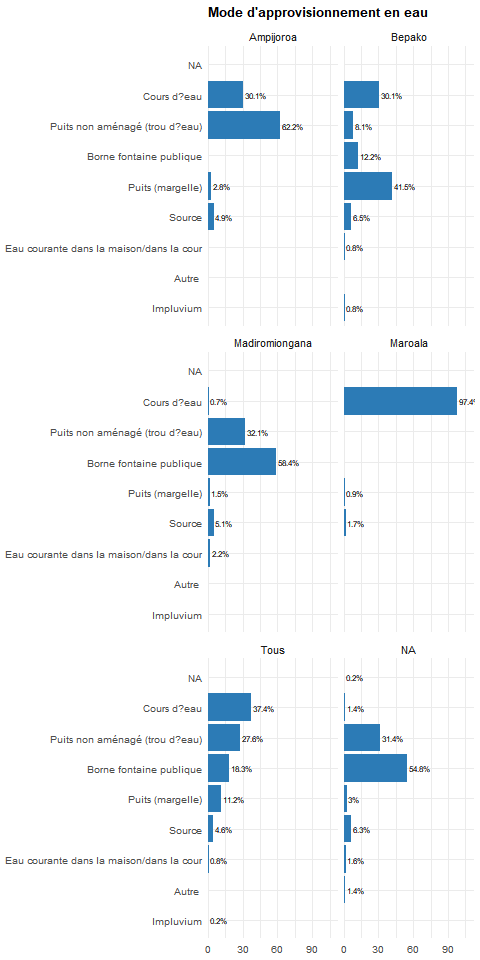 Mode d'approvisionnement en eau
Ampijoroa Bepako
NA
Cours d?eau 30.1% 30.1%
Puits non aménagé (trou d?eau) 62.2% 8.1%
Borne fontaine publique 12.2%
Puits (margelle) 2.8% 41.5%
Source 4.9% 6.5%
Eau courante dans la maison/dans la cour 0.8%
Autre
Impluvium 0.8%
Madiromiongana Maroala
NA
Cours d?eau 0.7% 97.4%
Puits non aménagé (trou d?eau) 32.1%
Borne fontaine publique 58.4%
Puits (margelle) 1.5% 0.9%
Source 5.1% 1.7%
Eau courante dans la maison/dans la cour 2.2%
Autre
Impluvium
Tous NA
NA 0.2%
Cours d?eau 37.4% 1.4%
Puits non aménagé (trou d?eau) 27.6% 31.4%
Borne fontaine publique 18.3% 54.8%
Puits (margelle) 11.2% 3%
Source 4.6% 6.3%
Eau courante dans la maison/dans la cour 0.8% 1.6%
Autre 1.4%
Impluvium 0.2%
0 30 60 90 0 30 60 90